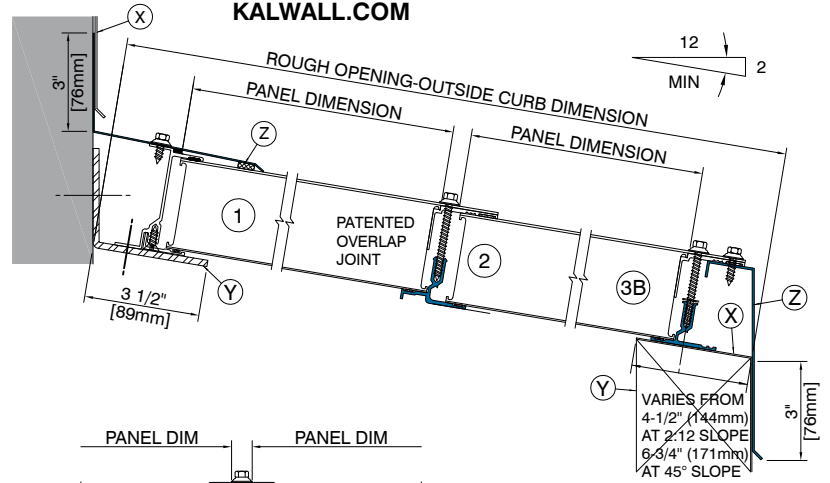 KALWALL.COM
X
3"
[76mm]
ROUGH OPENING-OUTSIDE CURB DIMENSION
12
2
MIN
PANEL DIMENSION
PANEL DIMENSION
Z
1
PATENTED
OVERLAP
JOINT
2
3B
Y
3 1/2"
[89mm]
Z
X
Y
VARIES FROM
4-1/2" (144mm)
AT 2:12 SLOPE
6-3/4" (171mm)
AT 45° SLOPE
3"
[76mm]
PANEL DIM
PANEL DIM